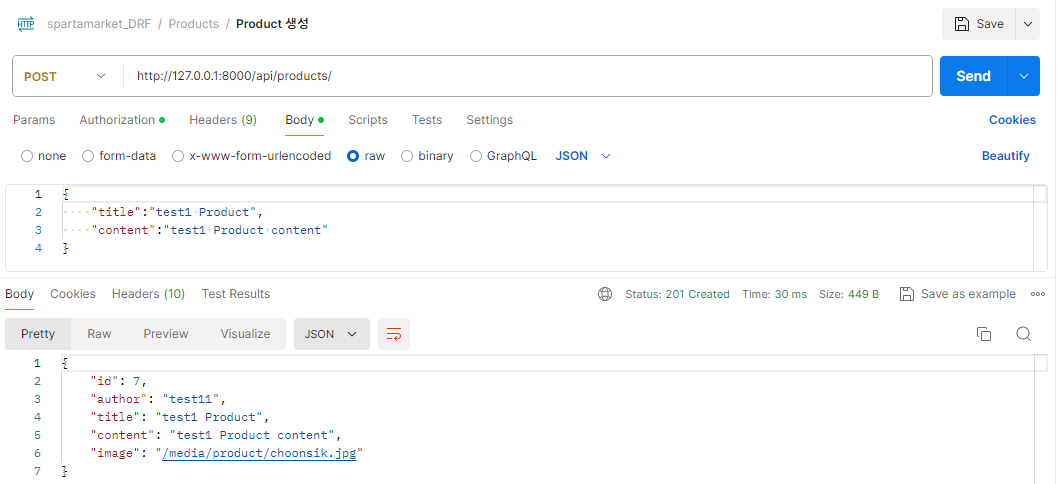 HTTP spartamarket_DRF / Products / Product 생성 Save
POST http://127.0.0.1:8000/api/products/ Send
Params Authorization Headers (9) Body Scripts Tests Settings Cookies
none form-data x-www-form-urlencoded raw binary GraphQL JSON Beautify
1 {
2 ····"title":"test1·Product",
3 ····"content":"test1·Product·content"
4 }
Body Cookies Headers (10) Test Results Status: 201 Created Time: 30 ms Size: 449 B Save as example
Pretty Raw Preview Visualize JSON
1 {
2 "id": 7,
3 "author": "test11",
4 "title": "test1 Product",
5 "content": "test1 Product content",
6 "image": "/media/product/choonsik.jpg"
7 }